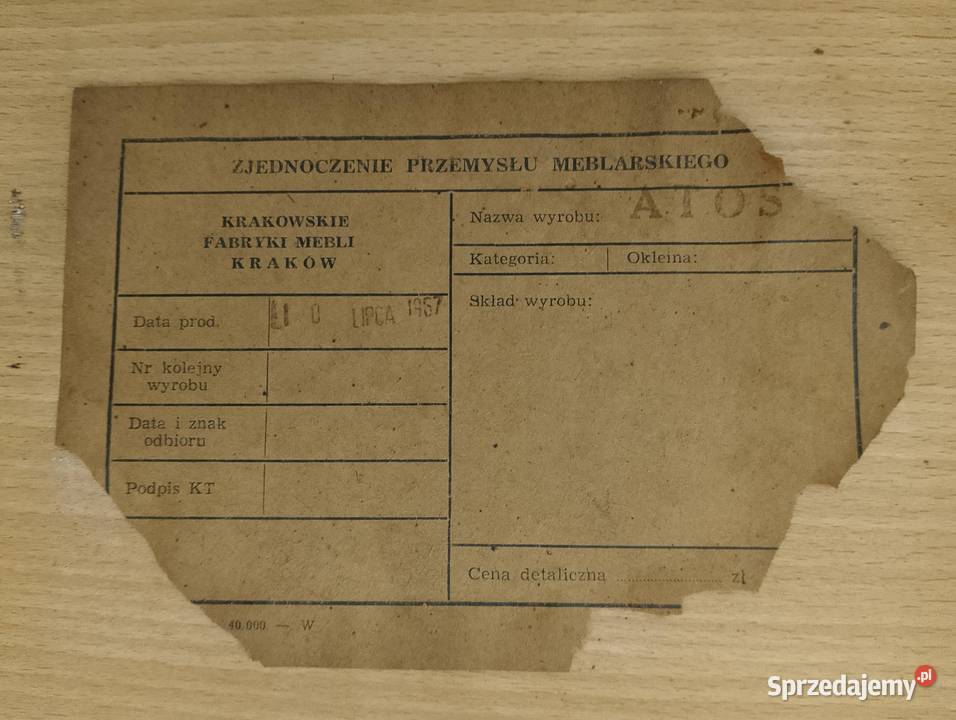 ZJEDNOCZENIE PRZEMYSŁU MEBLARSKIEGO
KRAKOWSKIE
FABRYKI MEBLI
KRAKÓW
Nazwa wyrobu: ATOS
Kategoria: Okleina:
Skład wyrobu:
Data prod. LIPCA 1967
Nr kolejny
wyrobu
Data i znak
odbioru
Podpis KT
Cena detaliczna ........................ zł
40.000 — W
Sprzedajemy.pl